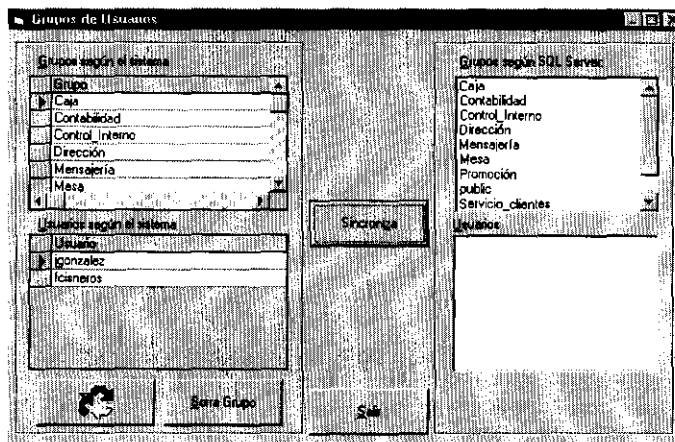 Grupos de Usuarios
Grupos según el sistema
Grupo
Caja
Contabilidad
Control_Interno
Dirección
Mensajería
Mesa
Usuarios según el sistema
Usuario
jgonzalez
fcisneros
Borra Grupo
Sincroniza
Salir
Grupos según SQL Server
Caja
Contabilidad
Control_Interno
Dirección
Mensajería
Mesa
Promoción
public
Servicio_clientes
Usuarios